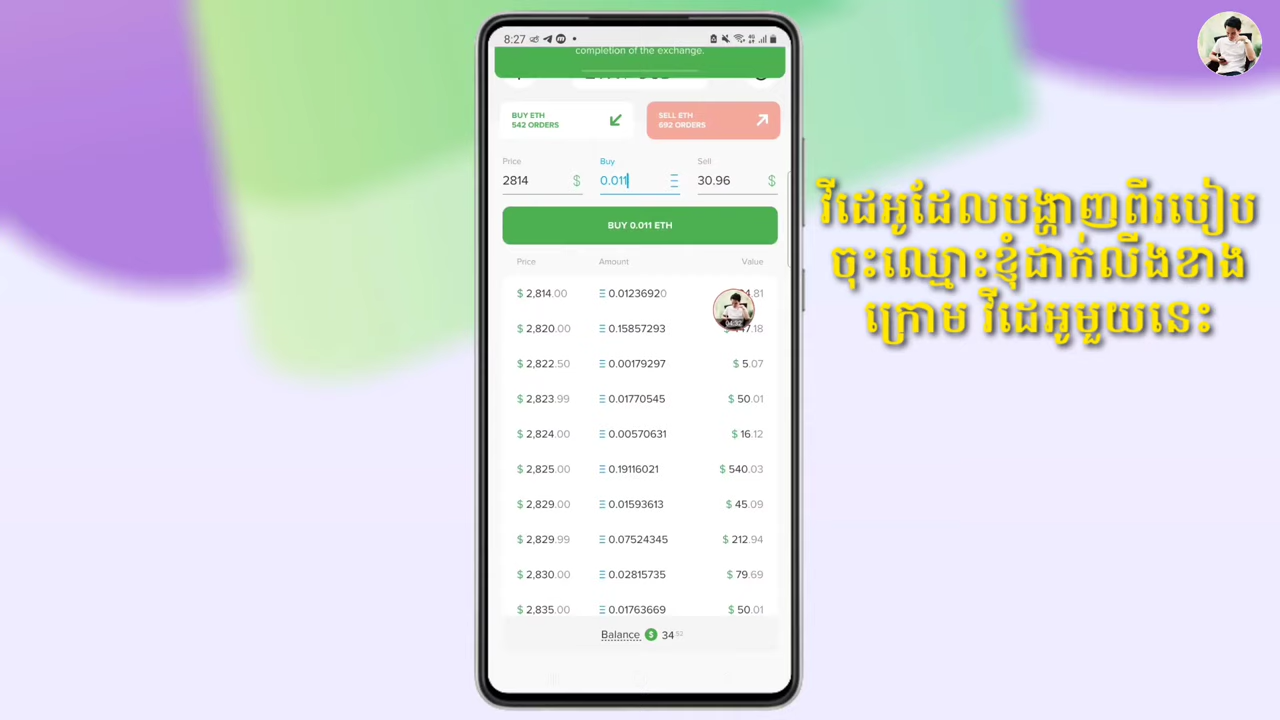 8:27
completion of the exchange.
BUY ETH
542 ORDERS
SELL ETH
692 ORDERS
Price
Buy
Sell
2814 $
0.011 Ξ
30.96 $
BUY 0.011 ETH
Price Amount Value
$ 2,814.00 Ξ 0.01236920 4.81
$ 2,820.00 Ξ 0.15857293 47.18
$ 2,822.50 Ξ 0.00179297 $ 5.07
$ 2,823.99 Ξ 0.01770545 $ 50.01
$ 2,824.00 Ξ 0.00570631 $ 16.12
$ 2,825.00 Ξ 0.19116021 $ 540.03
$ 2,829.00 Ξ 0.01593613 $ 45.09
$ 2,829.99 Ξ 0.07524345 $ 212.94
$ 2,830.00 Ξ 0.02815735 $ 79.69
$ 2,835.00 Ξ 0.01763669 $ 50.01
Balance $ 34 52
វីដេអូដែលបង្ហាញពីរបៀប
ចុះឈ្មោះខ្ញុំដាក់លីងខាង
ក្រោម វីដេអូមួយនេះ